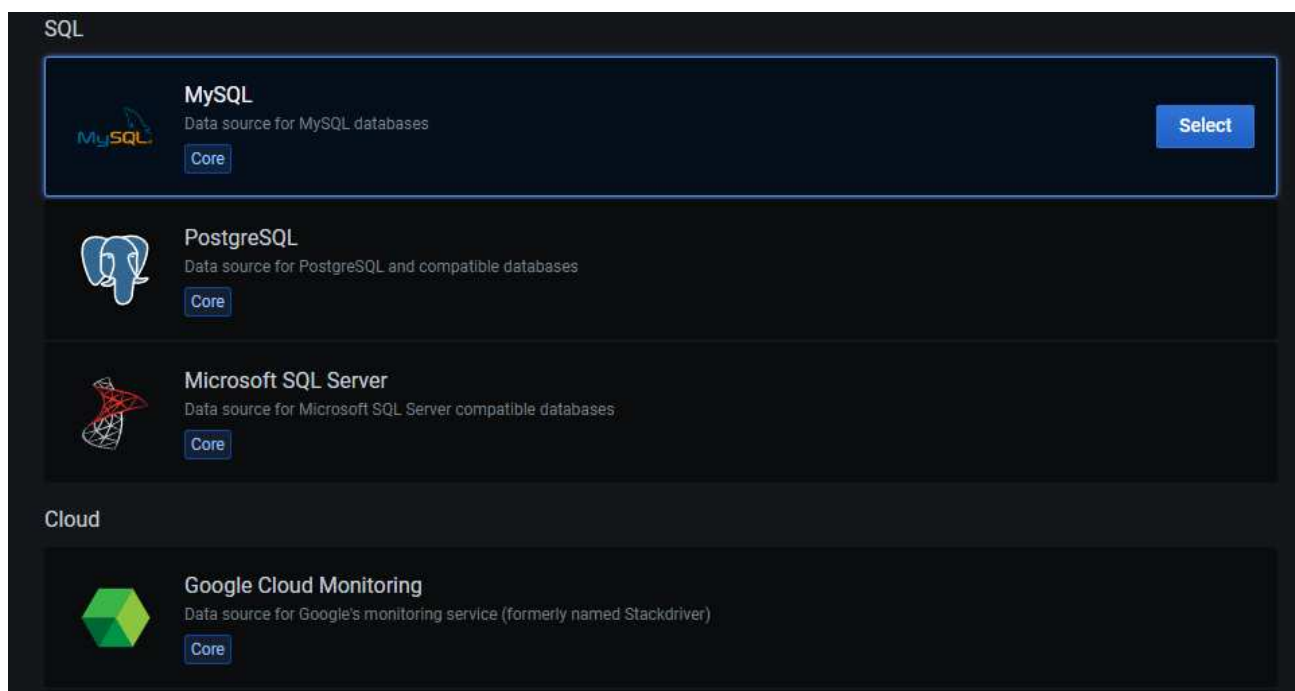 SQL
MySQL
MySQL.
Data source for MySQL databases
Core
Select
PostgreSQL
Data source for PostgreSQL and compatible databases
Core
Microsoft SQL Server
Data source for Microsoft SQL Server compatible databases
Core
Cloud
Google Cloud Monitoring
Data source for Google's monitoring service (formerly named Stackdriver)
Core